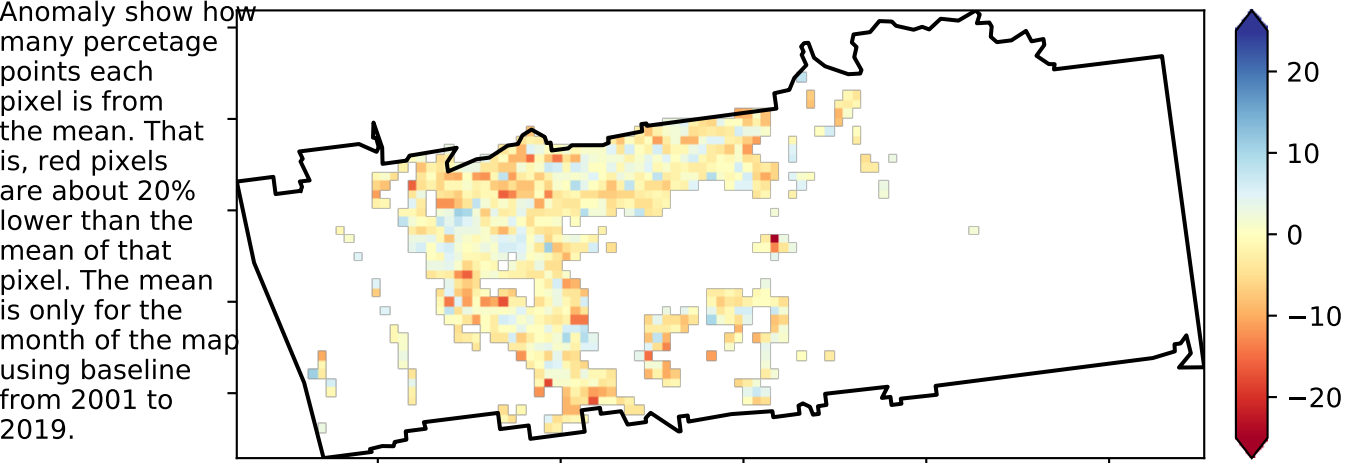 Anomaly show how
many percetage
points each
pixel is from
the mean. That
is, red pixels
are about 20%
lower than the
mean of that
pixel. The mean
is only for the
month of the map
using baseline
from 2001 to
2019.
20
10
0
−10
−20